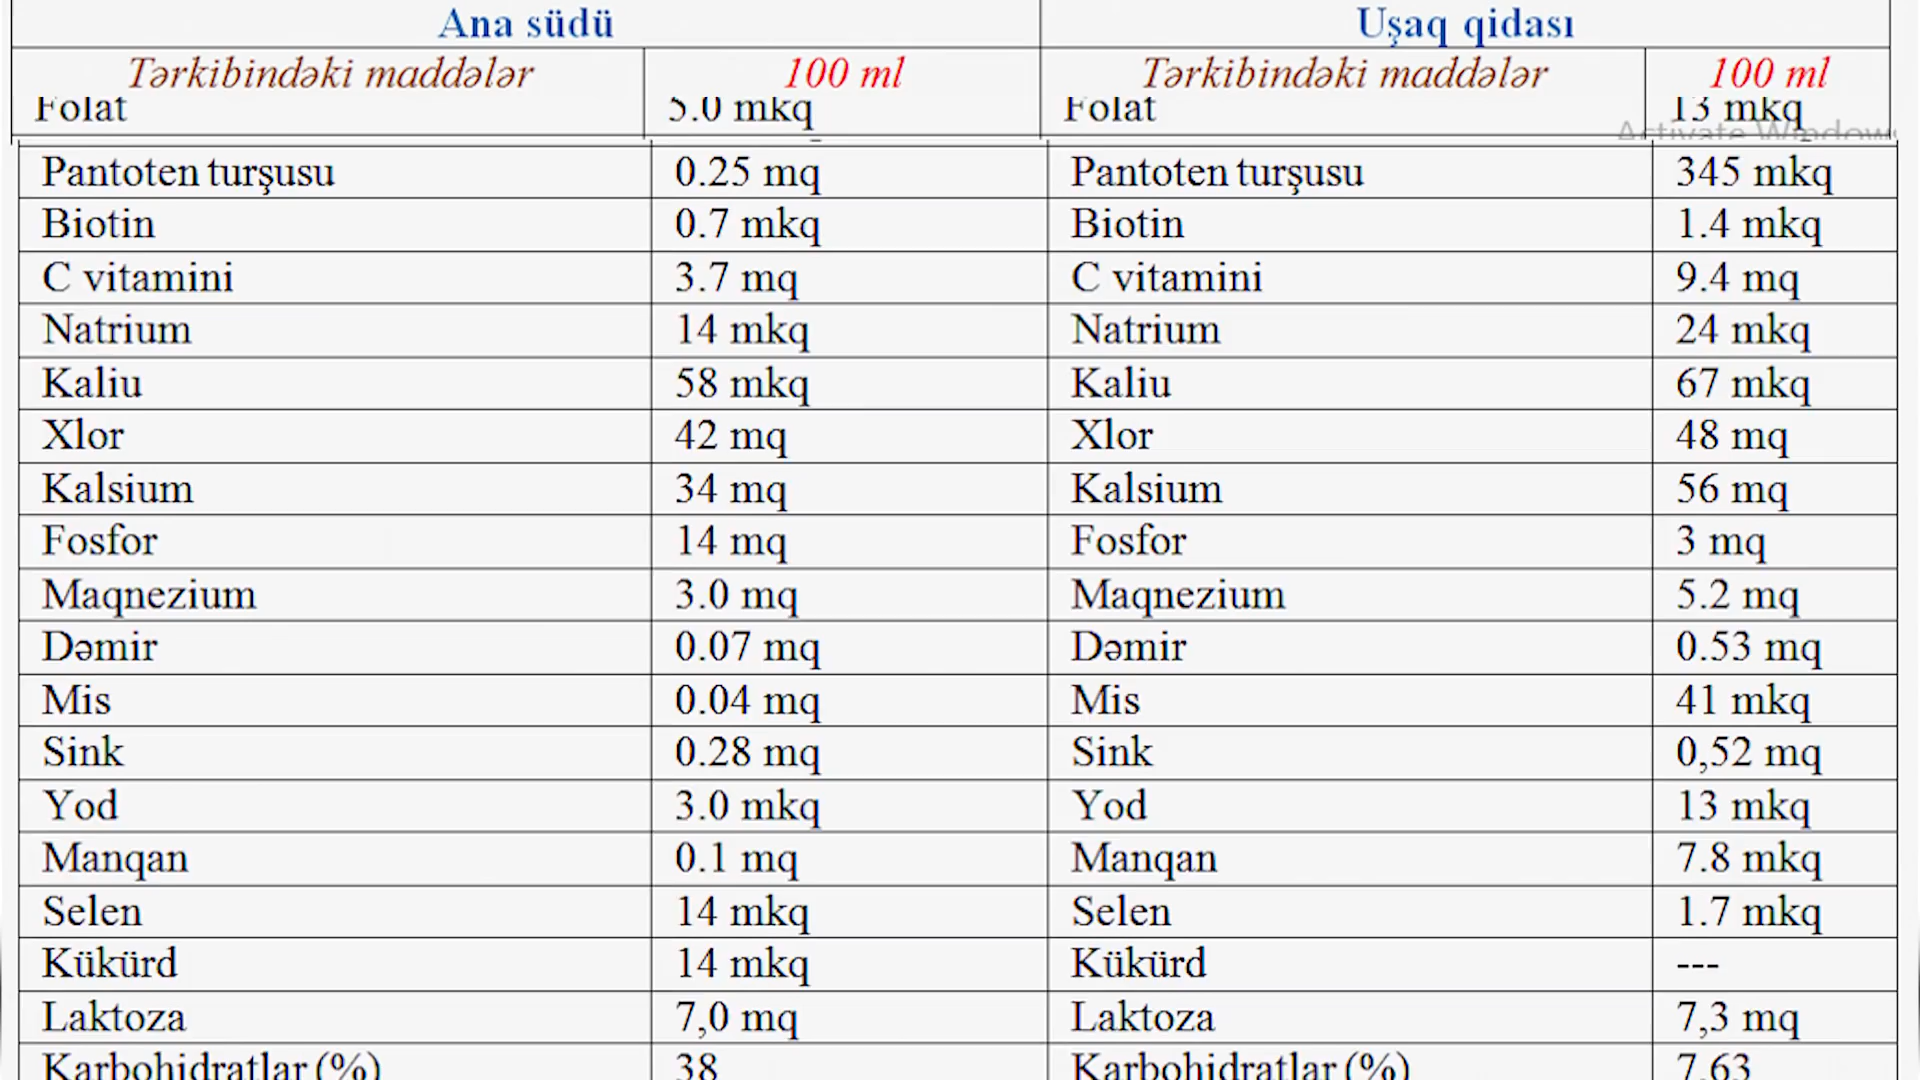 Ana südü Uşaq qidası
Tərkibindəki maddələr 100 ml Tərkibindəki maddələr 100 ml
Folat 5.0 mkq Folat 13 mkq
Activate Windows
Pantoten turşusu 0.25 mq Pantoten turşusu 345 mkq
Biotin 0.7 mkq Biotin 1.4 mkq
C vitamini 3.7 mq C vitamini 9.4 mq
Natrium 14 mkq Natrium 24 mkq
Kaliu 58 mkq Kaliu 67 mkq
Xlor 42 mq Xlor 48 mq
Kalsium 34 mq Kalsium 56 mq
Fosfor 14 mq Fosfor 3 mq
Maqnezium 3.0 mq Maqnezium 5.2 mq
Dəmir 0.07 mq Dəmir 0.53 mq
Mis 0.04 mq Mis 41 mkq
Sink 0.28 mq Sink 0,52 mq
Yod 3.0 mkq Yod 13 mkq
Manqan 0.1 mq Manqan 7.8 mkq
Selen 14 mkq Selen 1.7 mkq
Kükürd 14 mkq Kükürd ---
Laktoza 7,0 mq Laktoza 7,3 mq
Karbohidratlar (%) 38 Karbohidratlar (%) 7.63